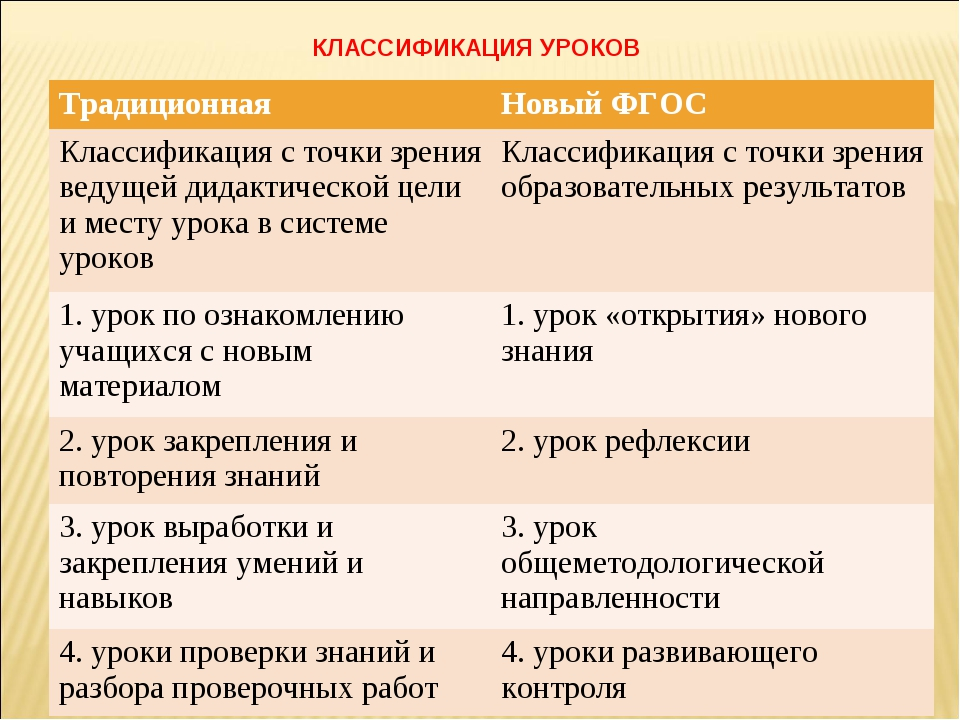 КЛАССИФИКАЦИЯ УРОКОВ
Традиционная
Новый ФГОС
Классификация с точки зрения
ведущей дидактической цели
и месту урока в системе
уроков
Классификация с точки зрения
образовательных результатов
1. урок по ознакомлению
учащихся с новым
материалом
1. урок «открытия» нового
знания
2. урок закрепления и
повторения знаний
2. урок рефлексии
3. урок выработки и
закрепления умений и
навыков
3. урок
общеметодологической
направленности
4. уроки проверки знаний и
разбора проверочных работ
4. уроки развивающего
контроля